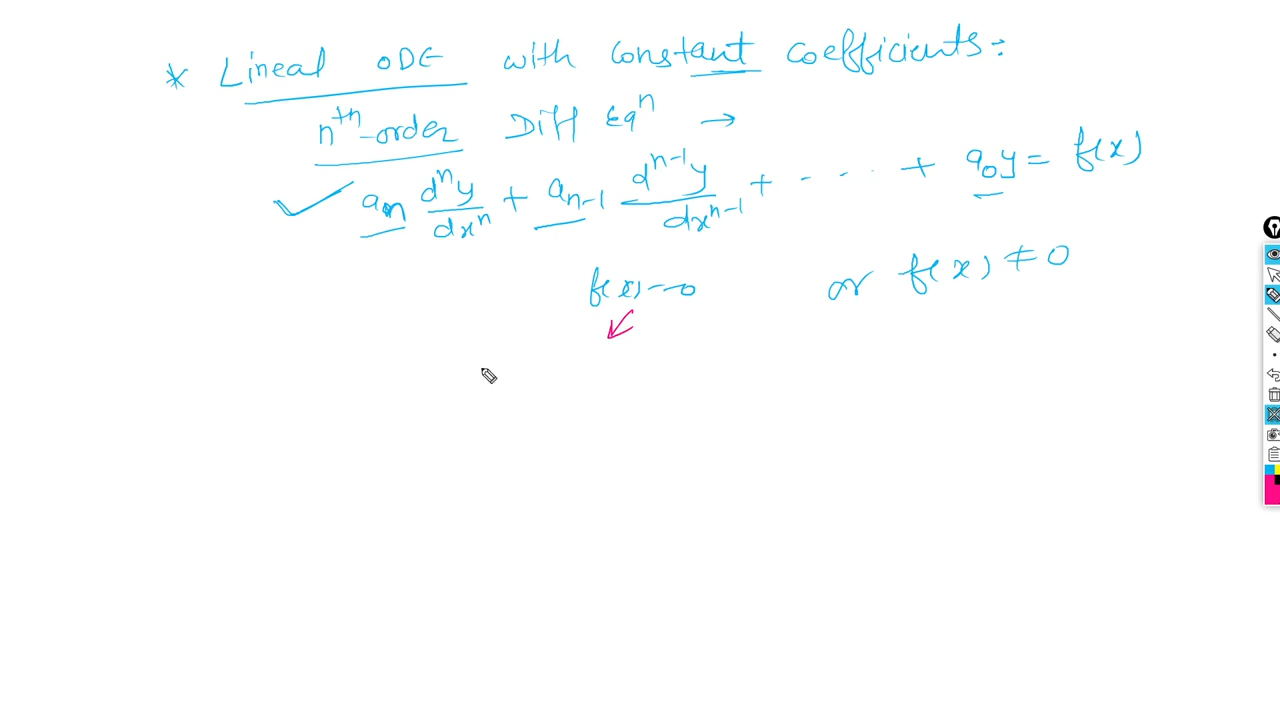 * Lineal ODE with constant coefficients:
nth-order Diff Eqn →
an dⁿy/dxⁿ + an-1 dⁿ⁻¹y/dxⁿ⁻¹ + - - - - + a0y = f(x)
f(x) = 0 or f(x) ≠ 0